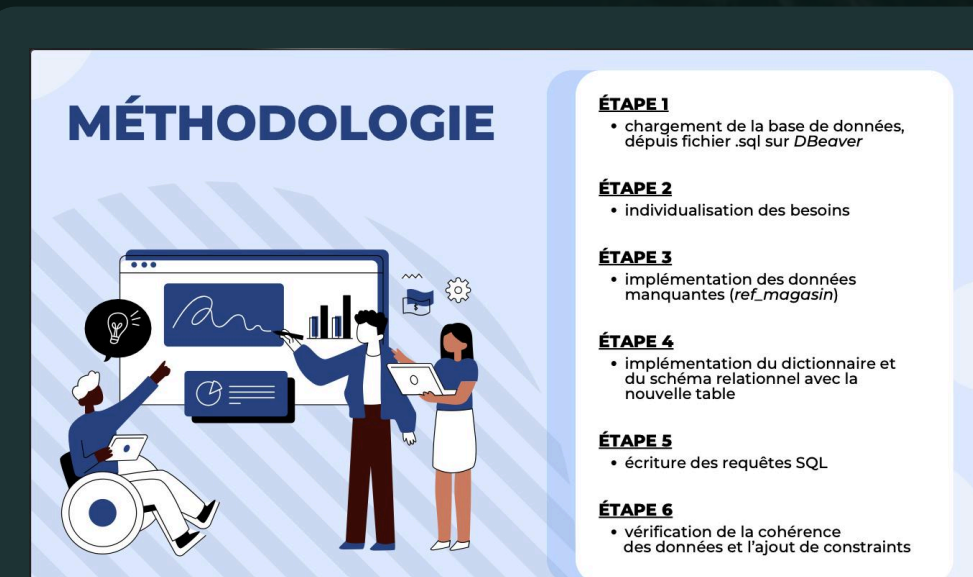 MÉTHODOLOGIE
ÉTAPE 1
• chargement de la base de données,
dépuis fichier .sql sur DBeaver
ÉTAPE 2
• individualisation des besoins
ÉTAPE 3
• implémentation des données
manquantes (ref_magasin)
ÉTAPE 4
• implémentation du dictionnaire et
du schéma relationnel avec la
nouvelle table
ÉTAPE 5
• écriture des requêtes SQL
ÉTAPE 6
• vérification de la cohérence
des données et l'ajout de constraints